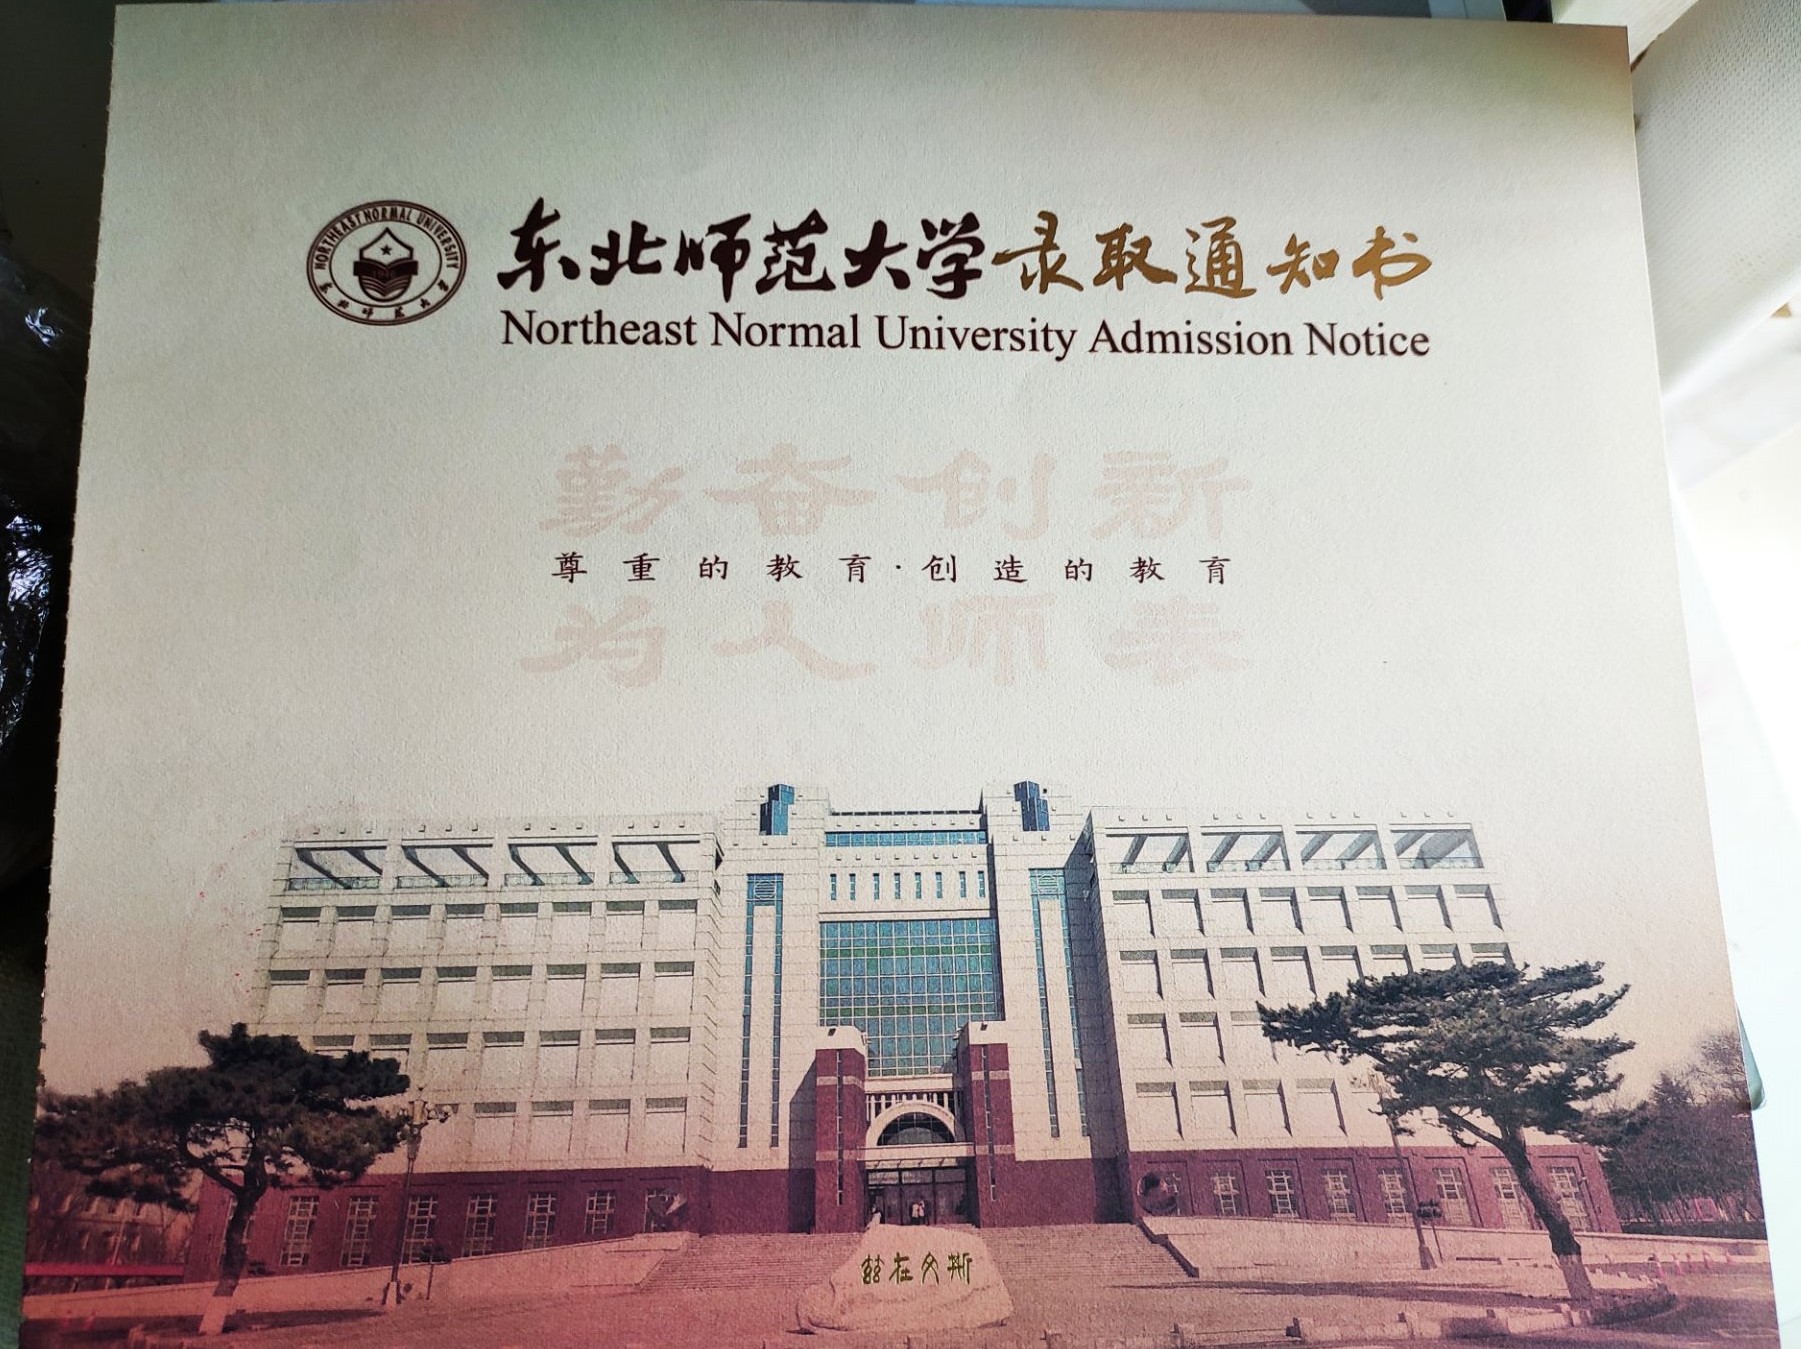 NORTHEAST NORMAL UNIVERSITY
1946
东北师范大学
东北师范大学录取通知书
Northeast Normal University Admission Notice
勤奋创新
尊重的教育·创造的教育
为人师表
兹在文斯